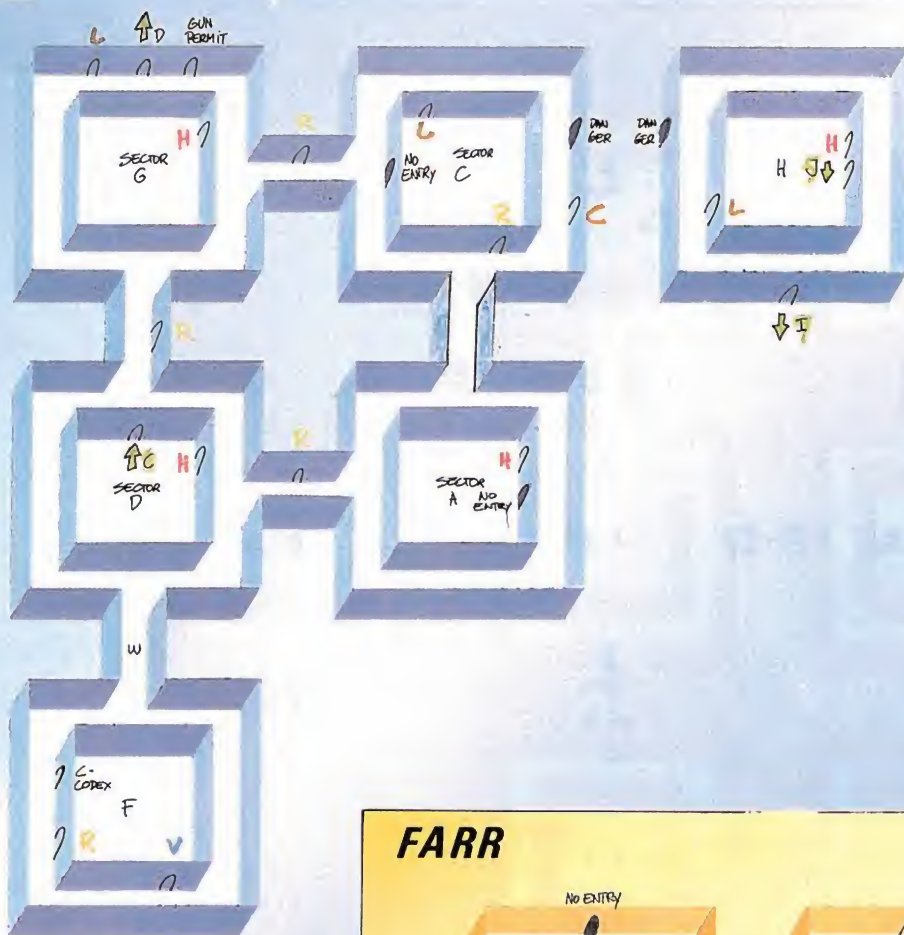 L
D
GUN
PERMIT
H
SECTOR
G
R
L
NO
ENTRY
SECTOR
C
R
DAN
GER
C
DAN
GER
H
H
J
L
I
R
C
H
SECTOR
D
R
H
SECTOR
A
NO
ENTRY
W
C-
CODEX
F
R
V
FARR
NO ENTRY